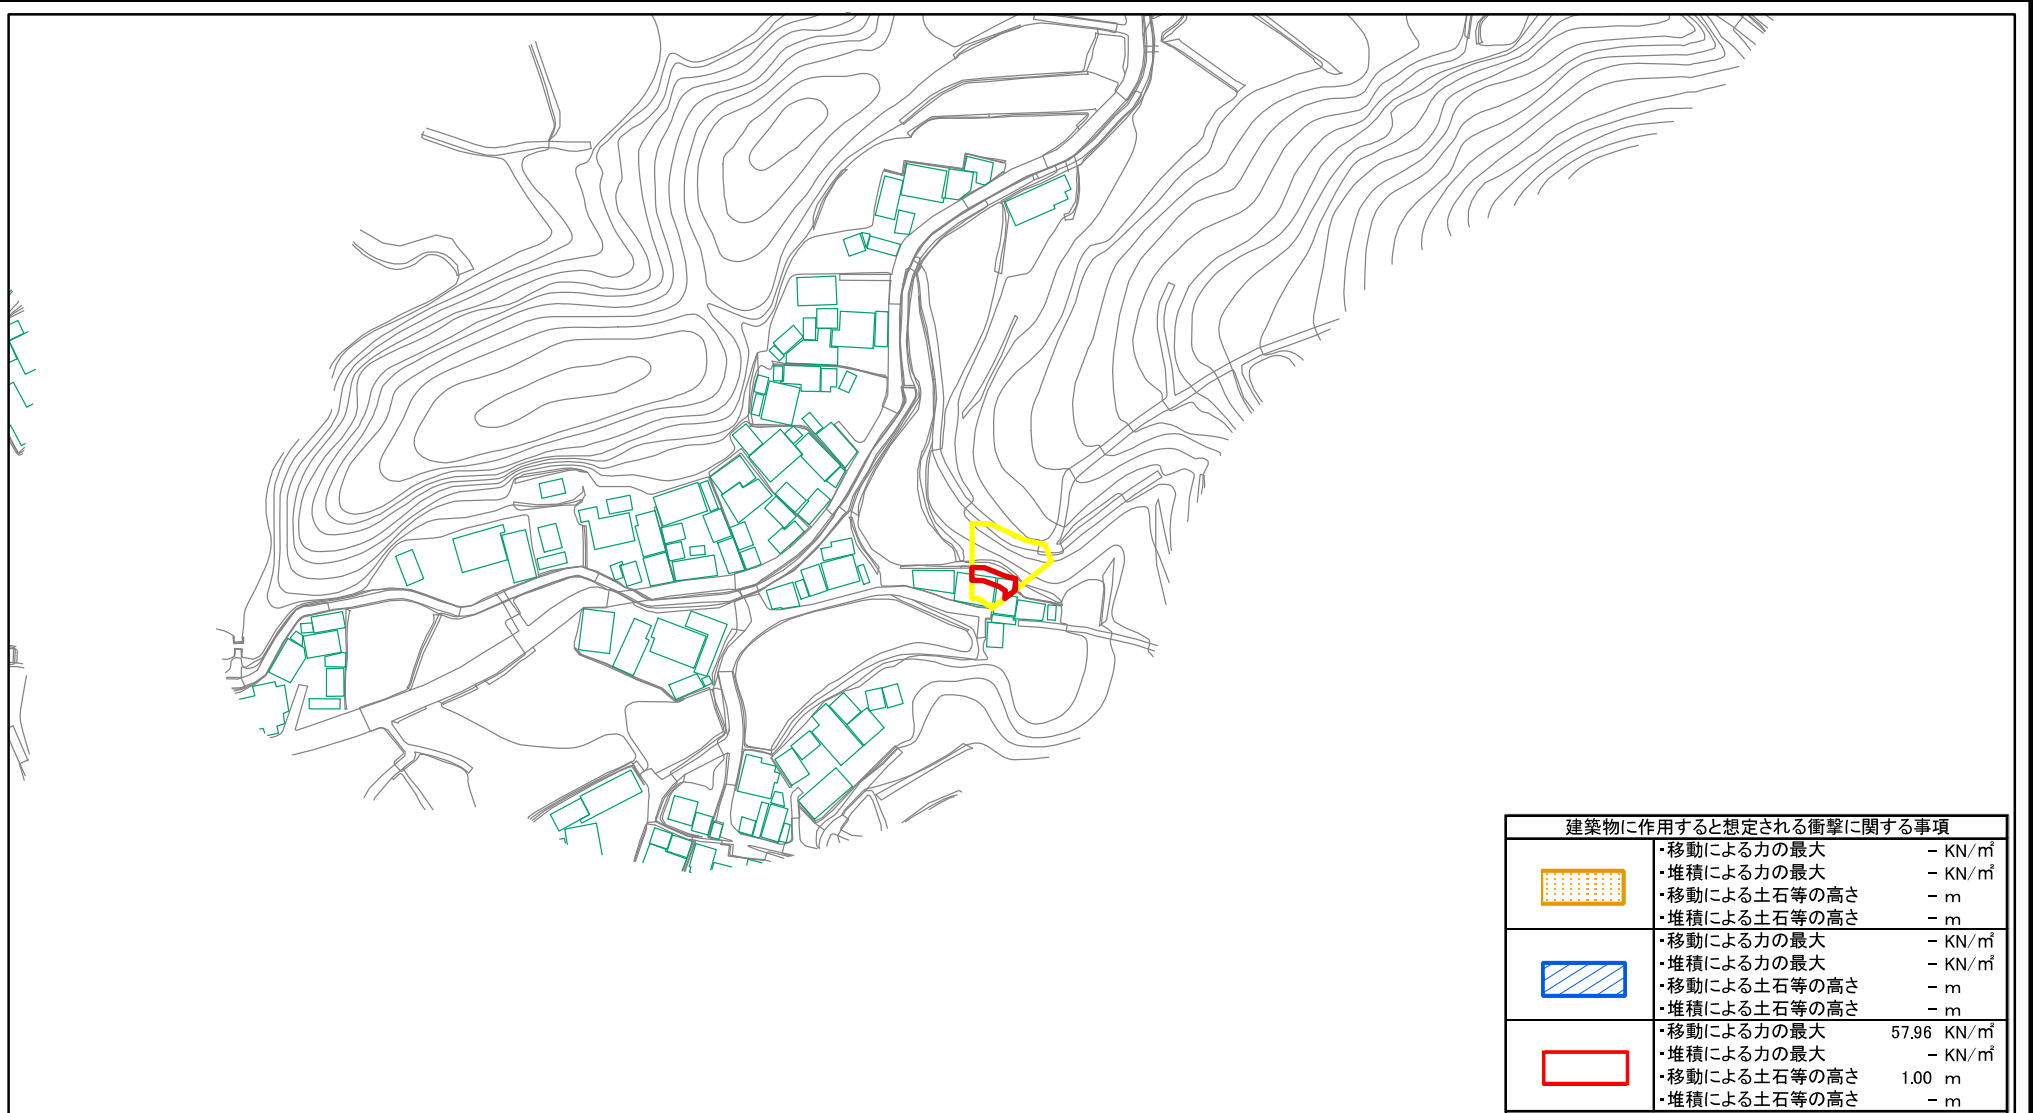 建築物に作用すると想定される衝撃に関する事項
・移動による力の最大 － KN/㎡
・堆積による力の最大 － KN/㎡
・移動による土石等の高さ － m
・堆積による土石等の高さ － m
・移動による力の最大 － KN/㎡
・堆積による力の最大 － KN/㎡
・移動による土石等の高さ － m
・堆積による土石等の高さ － m
・移動による力の最大 57.96 KN/㎡
・堆積による力の最大 － KN/㎡
・移動による土石等の高さ 1.00 m
・堆積による土石等の高さ － m